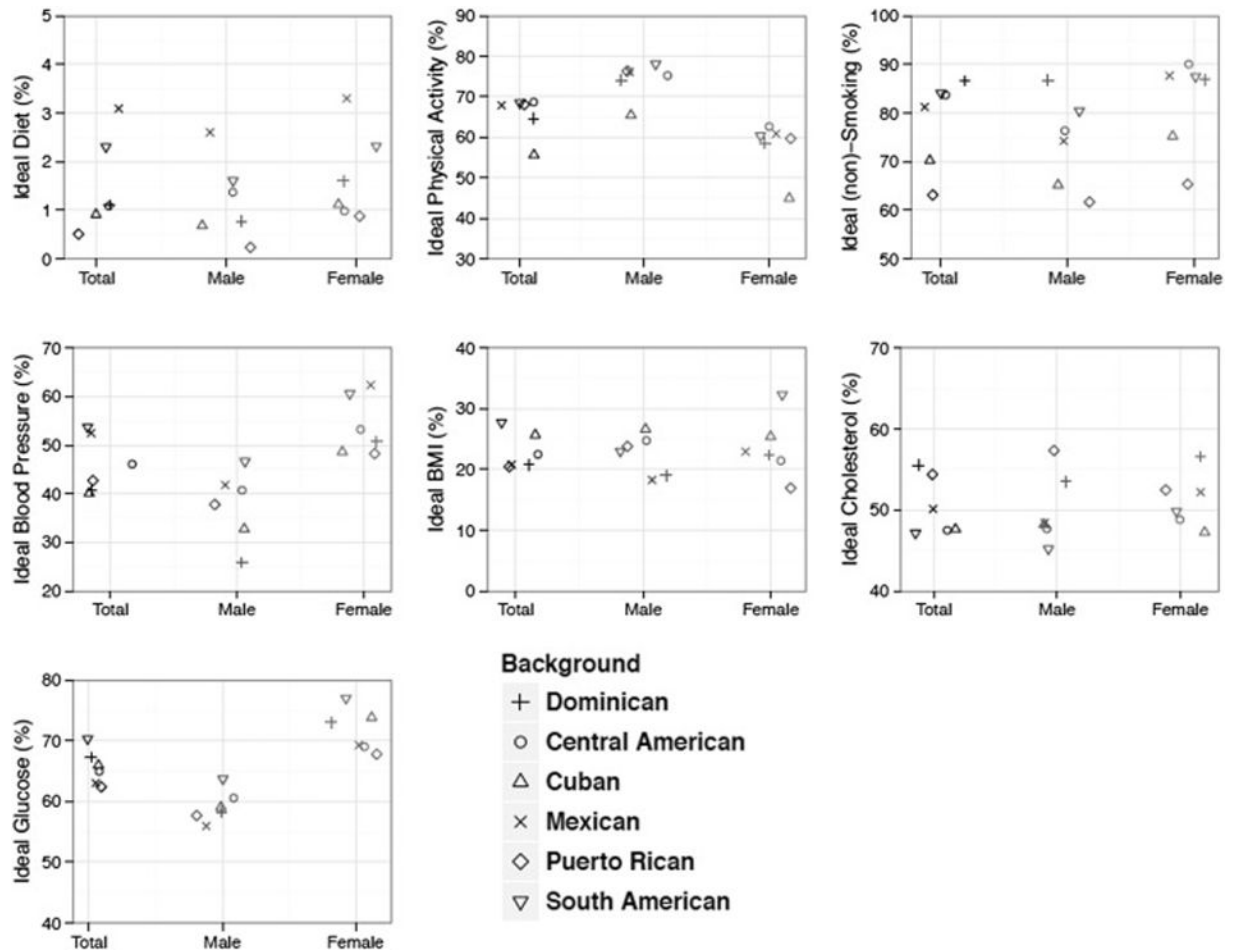 Ideal Diet (%)
5
4
3
2
1
0
Total Male Female
Ideal Physical Activity (%)
90
80
70
60
50
40
30
Total Male Female
Ideal (non)-Smoking (%)
100
90
80
70
60
50
Total Male Female
Ideal Blood Pressure (%)
70
60
50
40
30
20
Total Male Female
Ideal BMI (%)
40
30
20
10
0
Total Male Female
Ideal Cholesterol (%)
70
60
50
40
Total Male Female
Ideal Glucose (%)
80
70
60
50
40
Total Male Female
Background
Dominican
Central American
Cuban
Mexican
Puerto Rican
South American